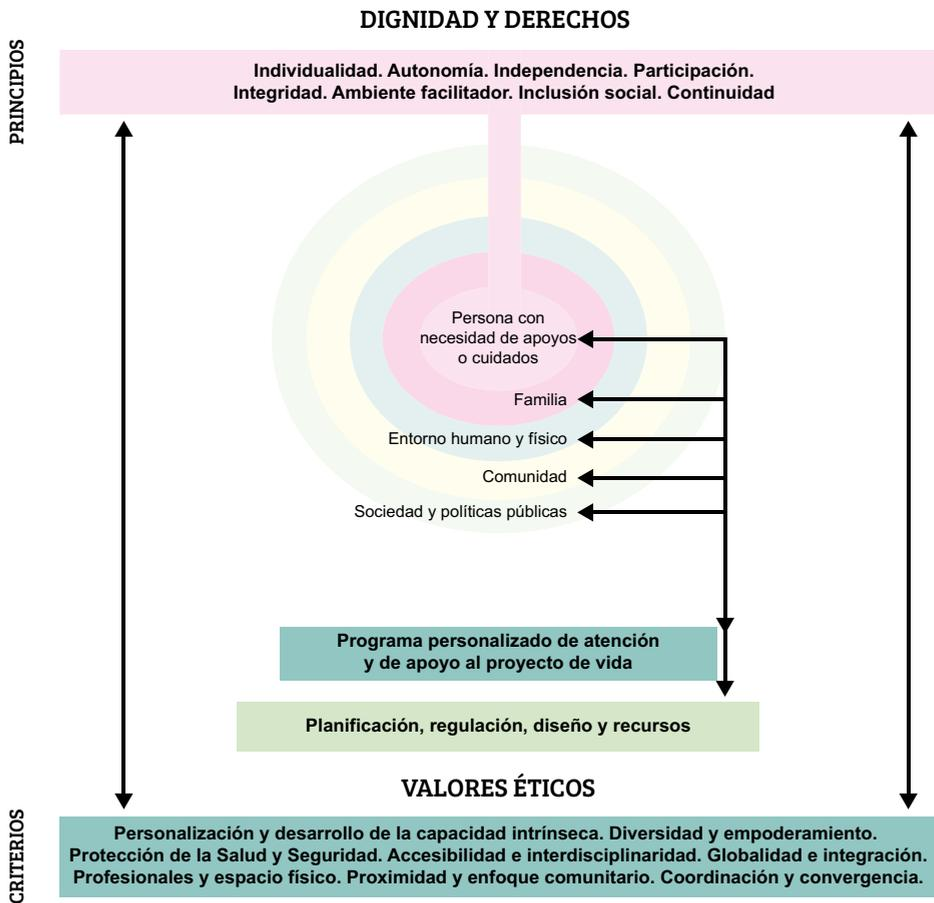 DIGNIDAD Y DERECHOS
PRINCIPIOS
Individualidad. Autonomía. Independencia. Participación.
Integridad. Ambiente facilitador. Inclusión social. Continuidad
Persona con
necesidad de apoyos
o cuidados
Familia
Entorno humano y físico
Comunidad
Sociedad y políticas públicas
Programa personalizado de atención
y de apoyo al proyecto de vida
Planificación, regulación, diseño y recursos
VALORES ÉTICOS
CRITERIOS
Personalización y desarrollo de la capacidad intrínseca. Diversidad y empoderamiento.
Protección de la Salud y Seguridad. Accesibilidad e interdisciplinaridad. Globalidad e integración.
Profesionales y espacio físico. Proximidad y enfoque comunitario. Coordinación y convergencia.